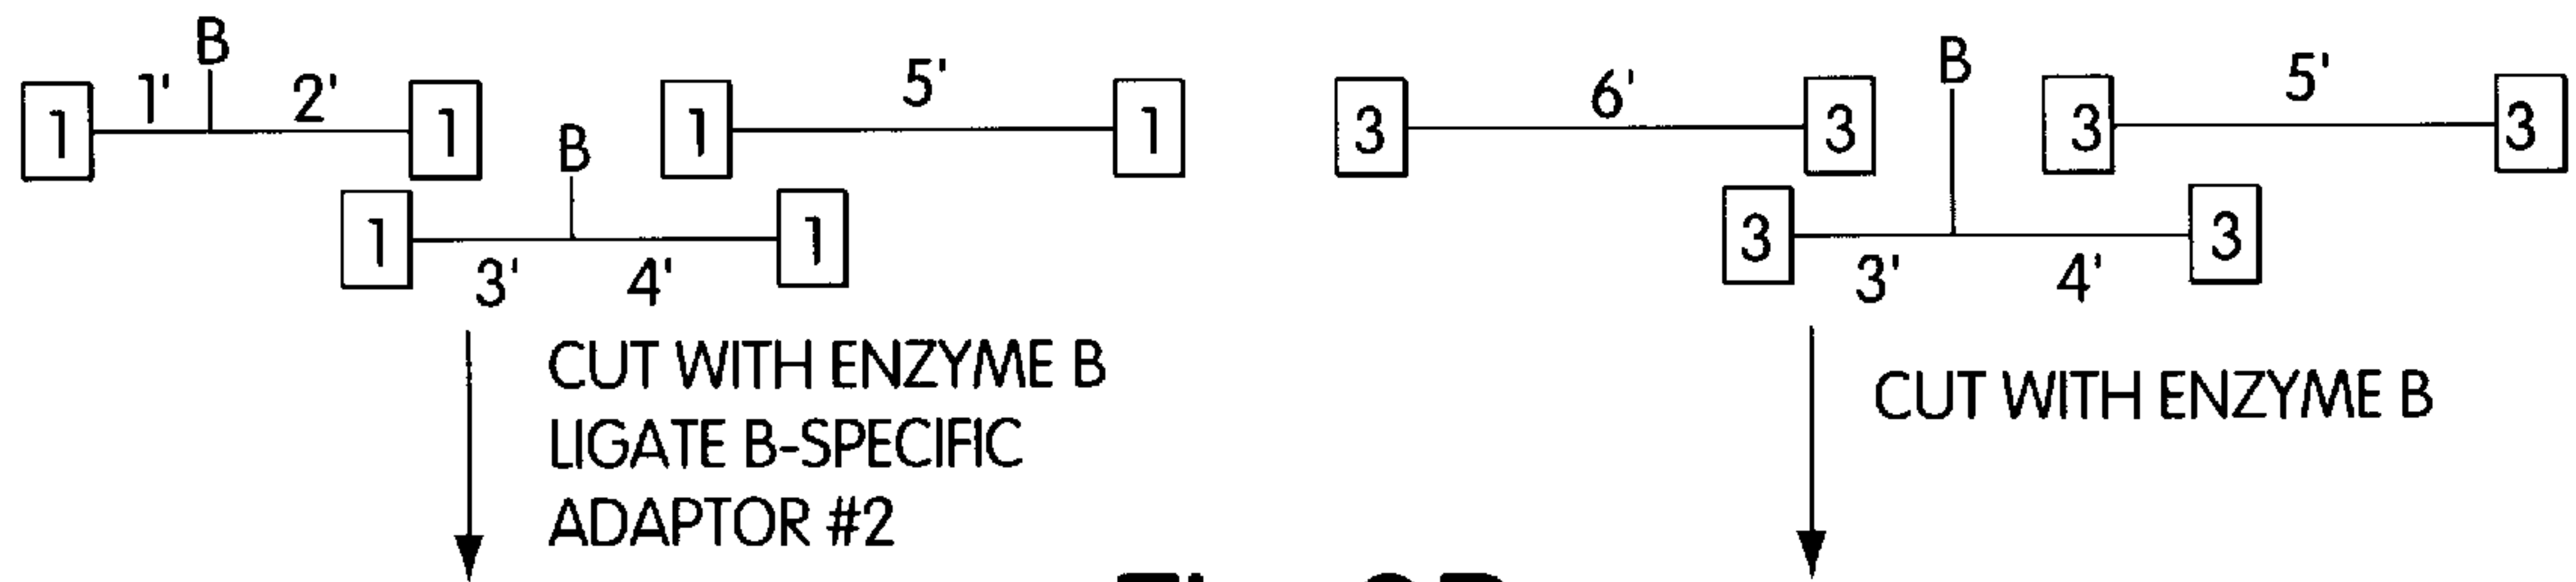 B
1' 2'
1 1
5'
1 1
B
1 1
3' 4'
CUT WITH ENZYME B
LIGATE B-SPECIFIC
ADAPTOR #2
6'
3 3
B
5'
3 3
3 3
3' 4'
CUT WITH ENZYME B